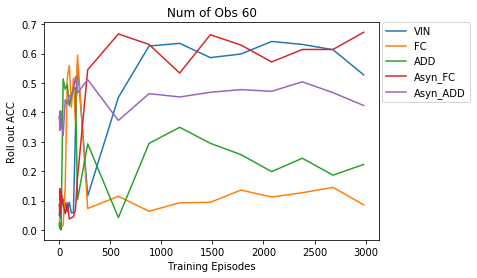 Num of Obs 60
Roll out ACC
0.7
0.6
0.5
0.4
0.3
0.2
0.1
0.0
0
500
1000
1500
2000
2500
3000
Training Episodes
VIN
FC
ADD
Asyn_FC
Asyn_ADD